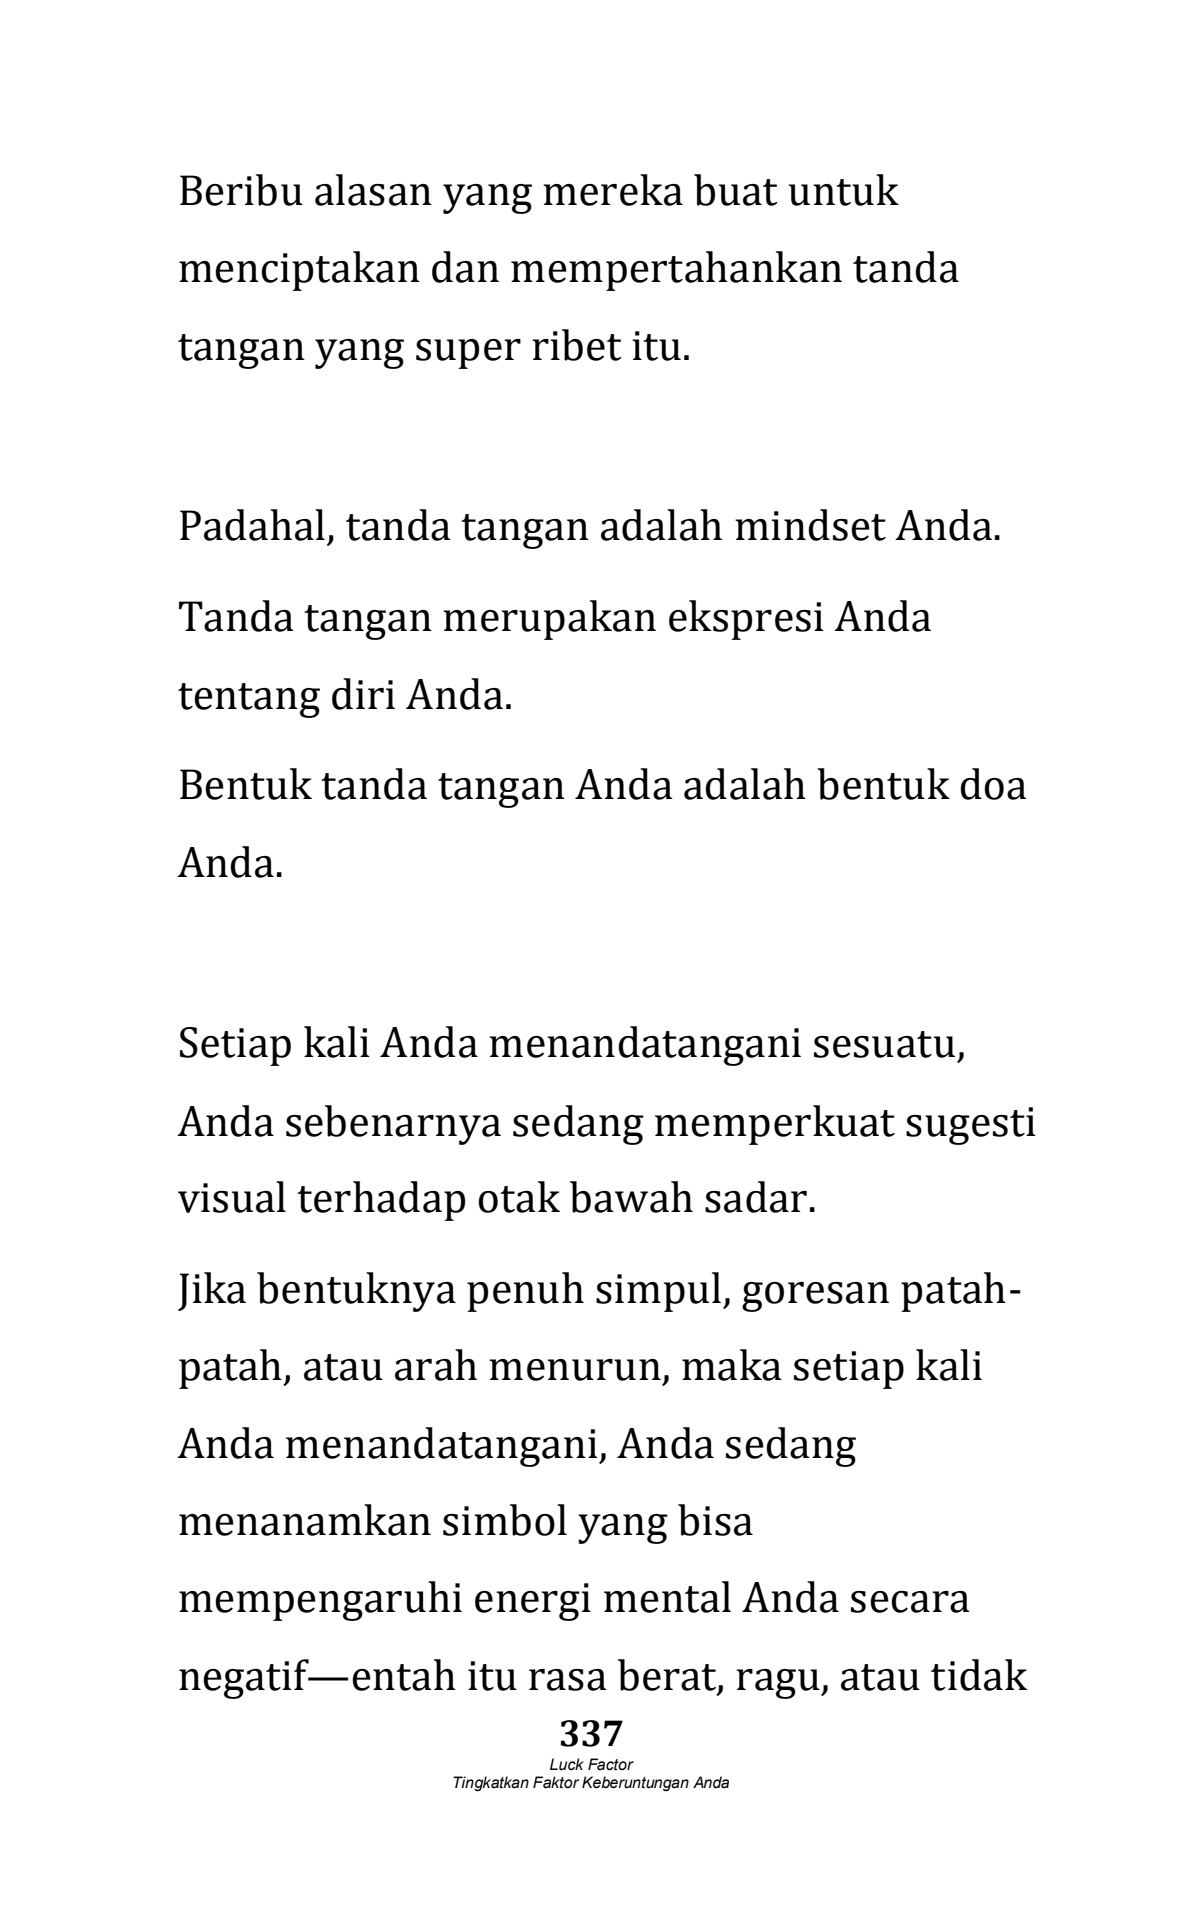 Beribu alasan yang mereka buat untuk
menciptakan dan mempertahankan tanda
tangan yang super ribet itu.
Padahal, tanda tangan adalah mindset Anda.
Tanda tangan merupakan ekspresi Anda
tentang diri Anda.
Bentuk tanda tangan Anda adalah bentuk doa
Anda.
Setiap kali Anda menandatangani sesuatu,
Anda sebenarnya sedang memperkuat sugesti
visual terhadap otak bawah sadar.
Jika bentuknya penuh simpul, goresan patah-
patah, atau arah menurun, maka setiap kali
Anda menandatangani, Anda sedang
menanamkan simbol yang bisa
mempengaruhi energi mental Anda secara
negatif—entah itu rasa berat, ragu, atau tidak
337
Luck Factor
Tingkatkan Faktor Keberuntungan Anda